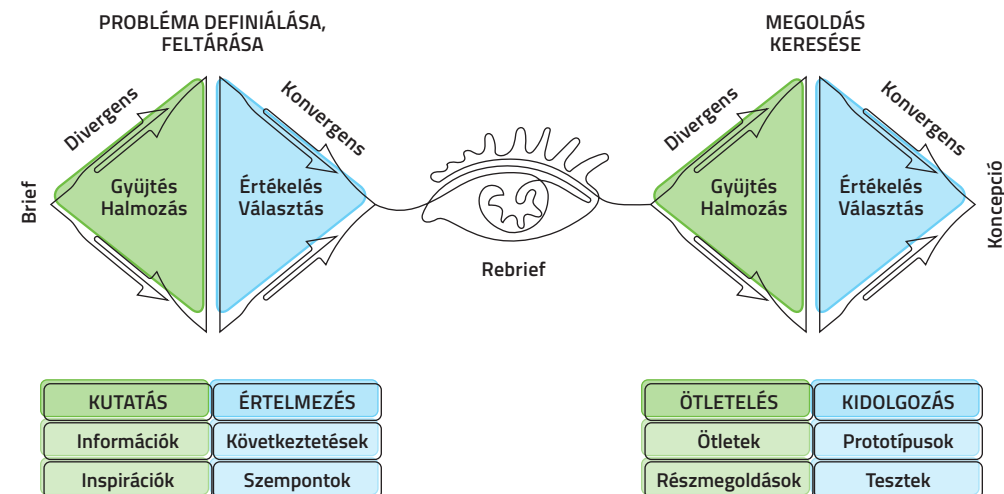 PROBLÉMA DEFINIÁLÁSA,
FELTÁRÁSA
Brief
Divergens
Gyüjtés
Halmozás
Konvergens
Értékelés
Választás
Rebrief
MEGOLDÁS
KERESÉSE
Divergens
Gyüjtés
Halmozás
Konvergens
Értékelés
Választás
Koncepció
KUTATÁS
ÉRTELMEZÉS
Információk
Következtetések
Inspirációk
Szempontok
ÖTLETELÉS
KIDOLGOZÁS
Ötletek
Prototípusok
Részmegoldások
Tesztek